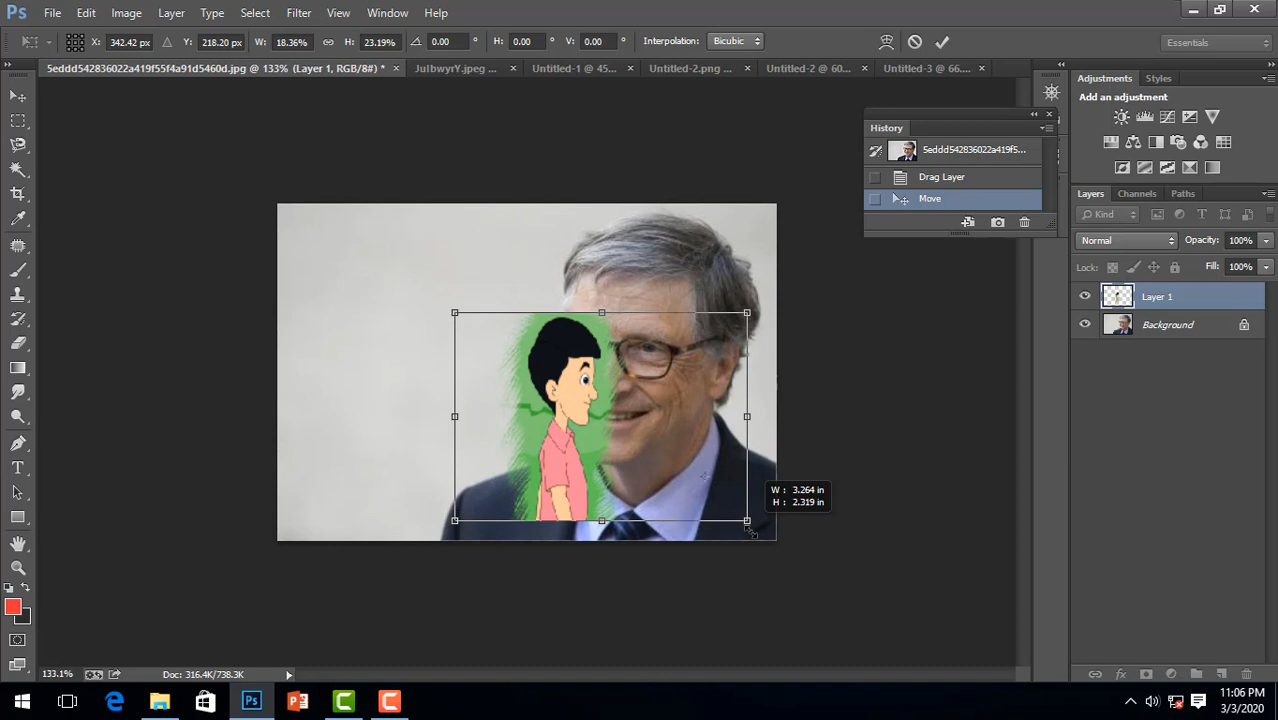 Ps File Edit Image Layer Type Select Filter View Window Help
X: 342.42 px Y: 218.20 px W: 18.36% H: 23.19% 0.00 ° H: 0.00 ° V: 0.00 ° Interpolation: Bicubic Essentials
5eddd542836022a419f55f4a91d5460d.jpg @ 133% (Layer 1, RGB/8#) * × JuIbwyrY.jpeg ... × Untitled-1 @ 45... × Untitled-2.png ... × Untitled-2 @ 60... × Untitled-3 @ 66.... ×
History
5eddd542836022a419f5...
Drag Layer
Move
Adjustments Styles
Add an adjustment
Layers Channels Paths
Kind
Normal Opacity: 100%
Lock: Fill: 100%
Layer 1
Background
W : 3.264 in
H : 2.319 in
133.1% Doc: 316.4K/738.3K
Ps
11:06 PM
3/3/2020